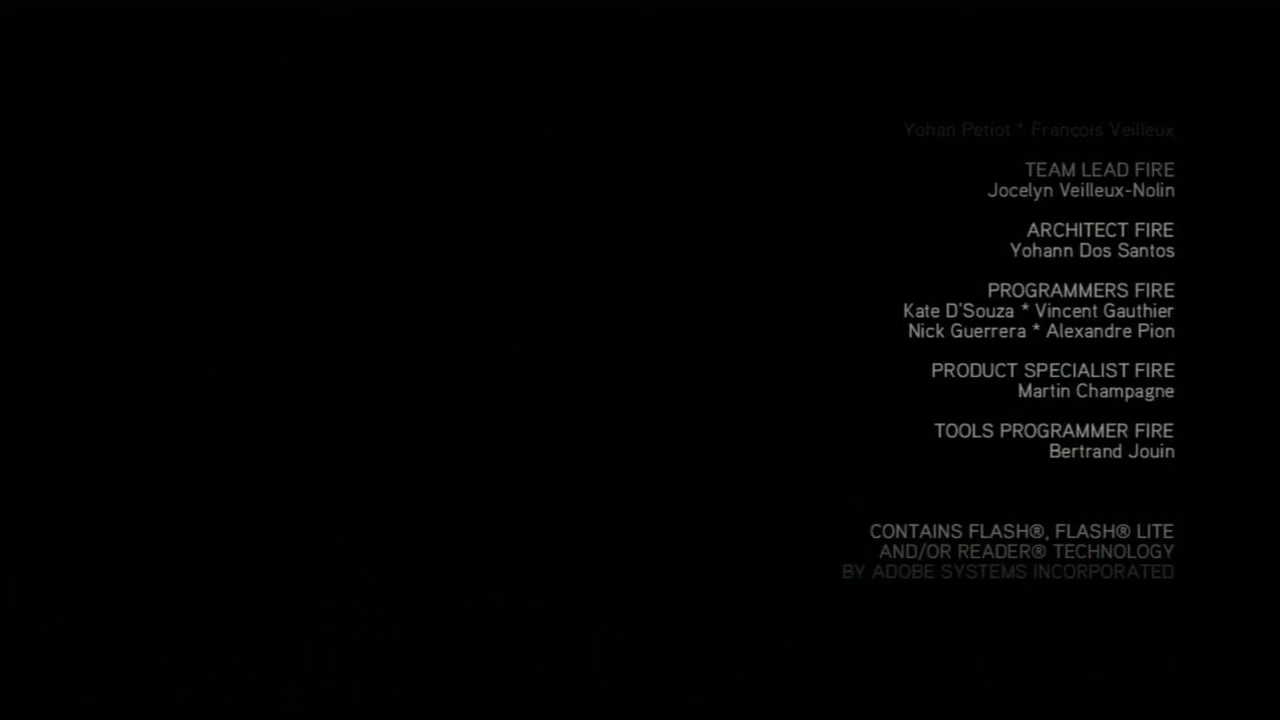 Yohan Petiot * Francois Veilleux
TEAM LEAD FIRE
Jocelyn Veilleux-Nolin
ARCHITECT FIRE
Yohann Dos Santos
PROGRAMMERS FIRE
Kate D'Souza * Vincent Gauthier
Nick Guerrera * Alexandre Pion
PRODUCT SPECIALIST FIRE
Martin Champagne
TOOLS PROGRAMMER FIRE
Bertrand Jouin
CONTAINS FLASH®, FLASH® LITE
AND/OR READER® TECHNOLOGY
BY ADOBE SYSTEMS INCORPORATED